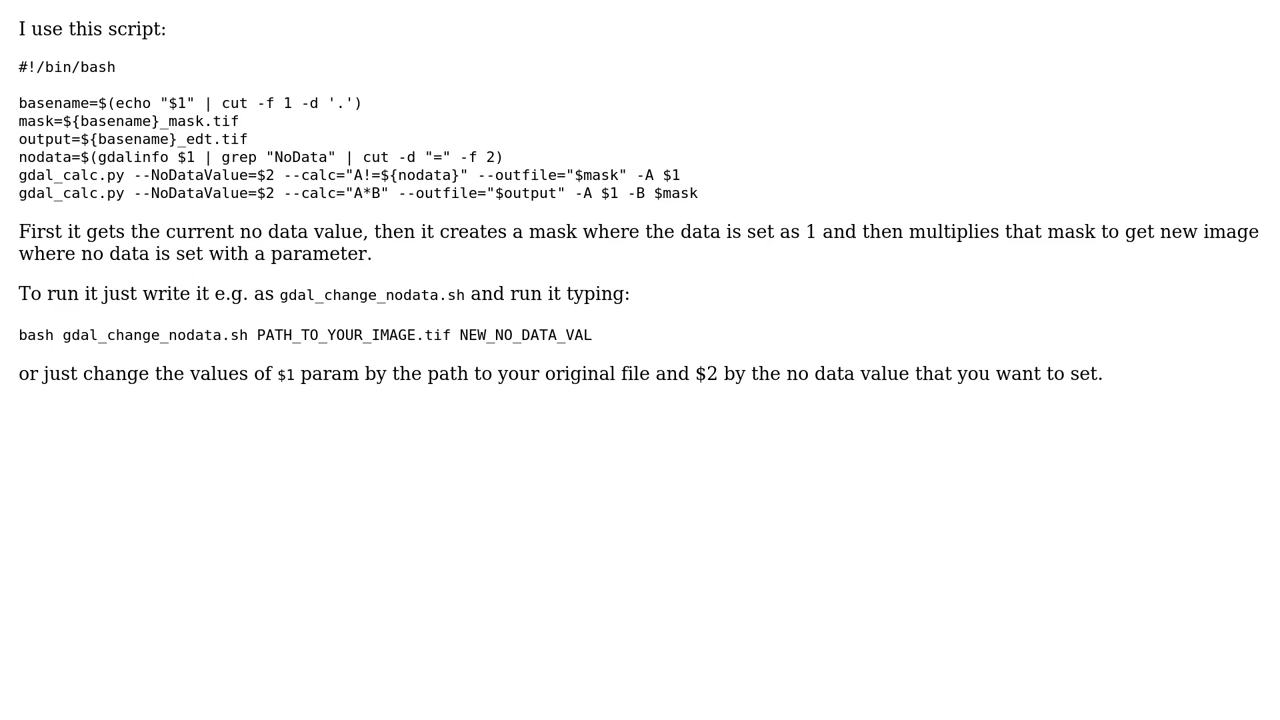 I use this script:
#!/bin/bash
basename=$(echo "$1" | cut -f 1 -d '.')
mask=${basename}_mask.tif
output=${basename}_edt.tif
nodata=$(gdalinfo $1 | grep "NoData" | cut -d "=" -f 2)
gdal_calc.py --NoDataValue=$2 --calc="A!=${nodata}" --outfile="$mask" -A $1
gdal_calc.py --NoDataValue=$2 --calc="A*B" --outfile="$output" -A $1 -B $mask
First it gets the current no data value, then it creates a mask where the data is set as 1 and then multiplies that mask to get new image
where no data is set with a parameter.
To run it just write it e.g. as gdal_change_nodata.sh and run it typing:
bash gdal_change_nodata.sh PATH_TO_YOUR_IMAGE.tif NEW_NO_DATA_VAL
or just change the values of $1 param by the path to your original file and $2 by the no data value that you want to set.